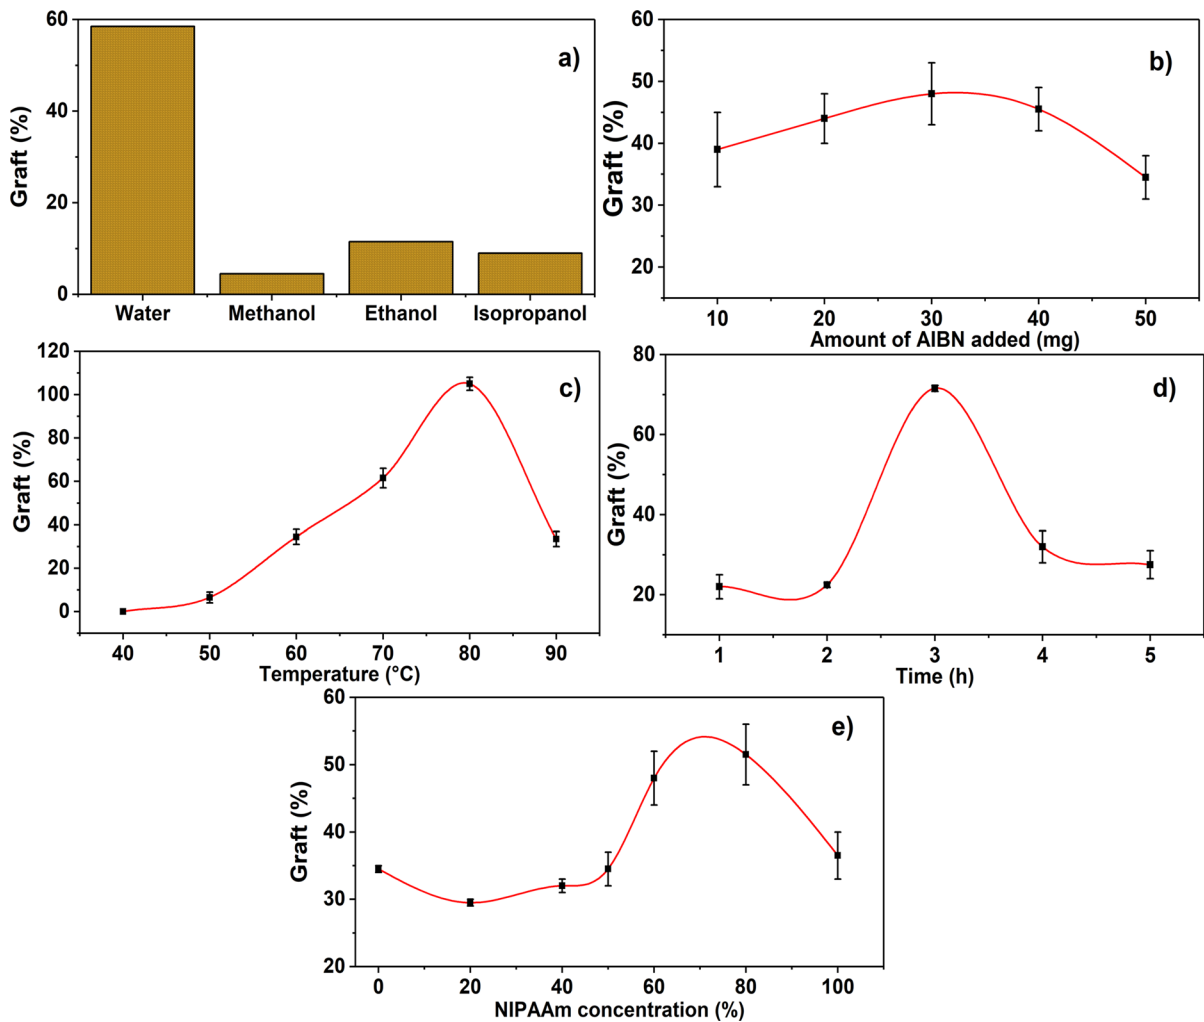 a)
Graft (%)
60
40
20
0
Water Methanol Ethanol Isopropanol
b)
Graft (%)
60
50
40
30
20
10 20 30 40 50
Amount of AIBN added (mg)
c)
Graft (%)
120
100
80
60
40
20
0
40 50 60 70 80 90
Temperature (°C)
d)
Graft (%)
80
60
40
20
1 2 3 4 5
Time (h)
e)
Graft (%)
60
50
40
30
20
0 20 40 60 80 100
NIPAAm concentration (%)